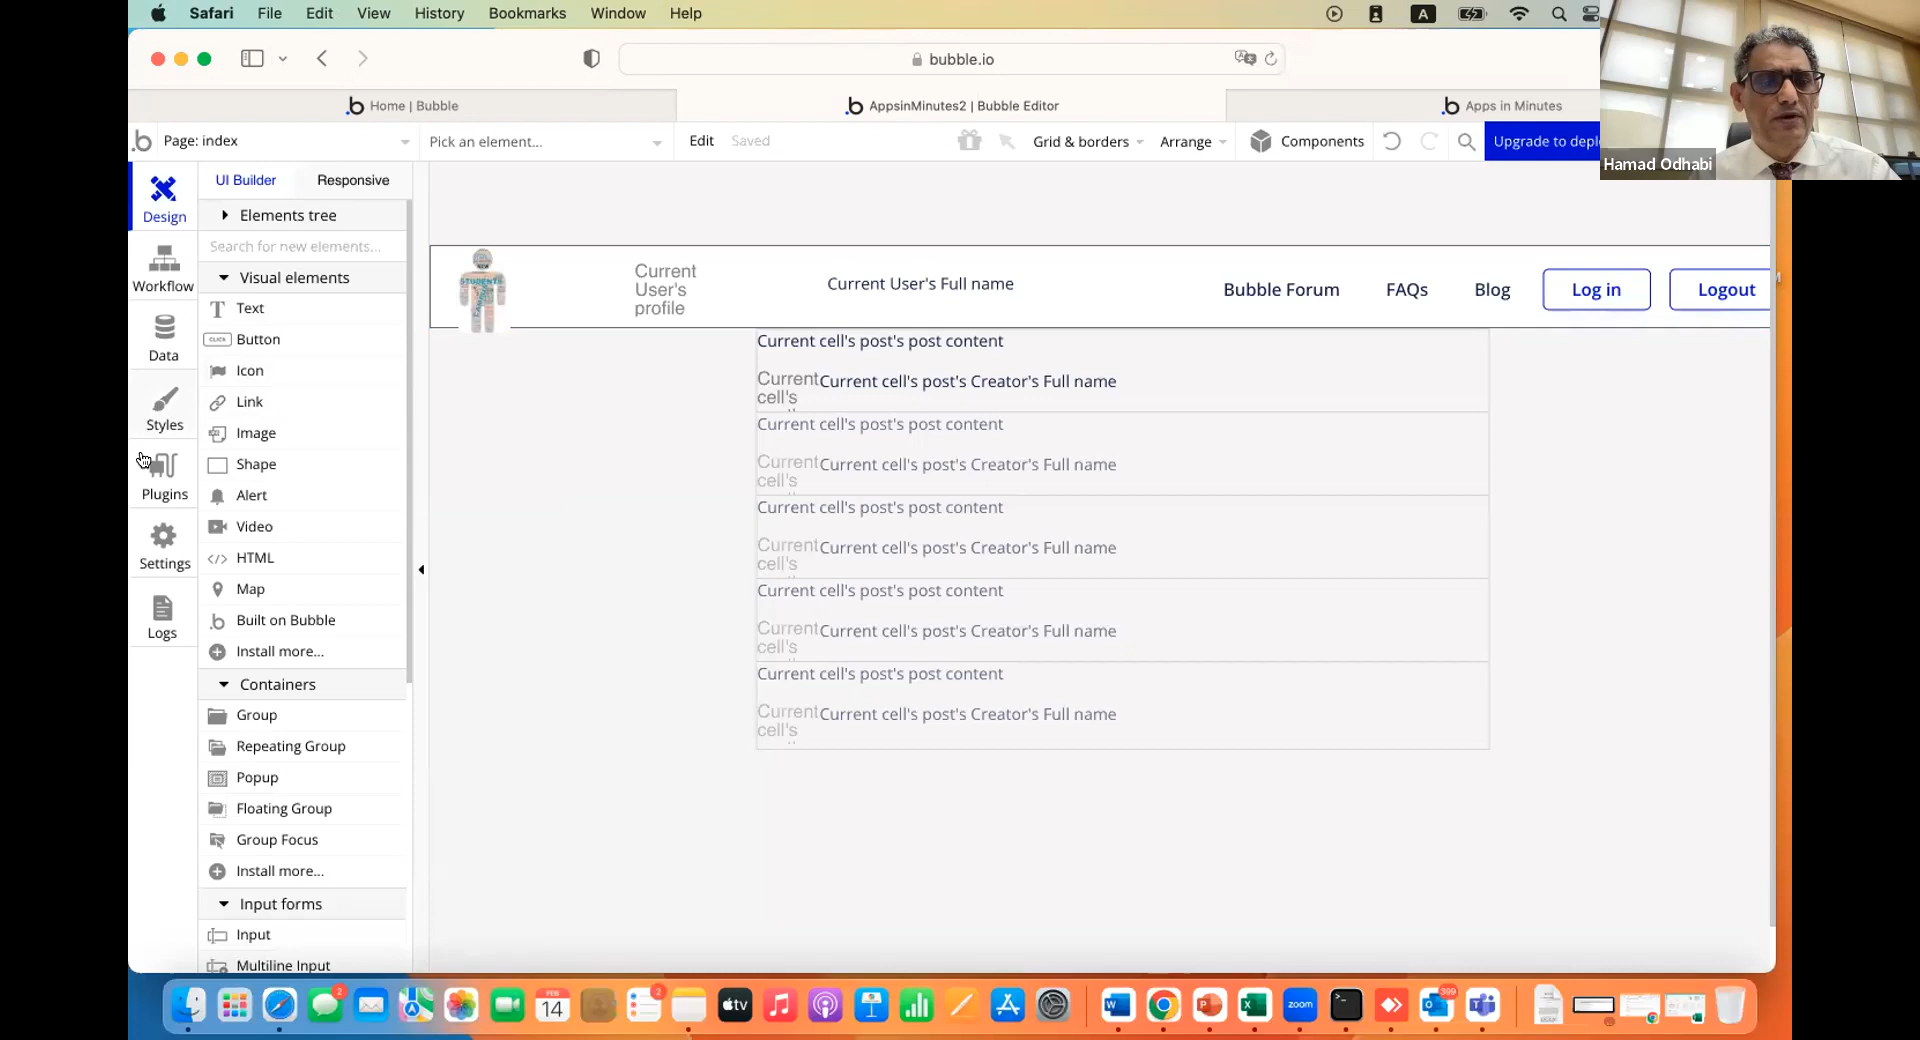 Safari File Edit View History Bookmarks Window Help A
bubble.io
Home | Bubble
AppsinMinutes2 | Bubble Editor
Apps in Minutes
Page: index
Pick an element...
Edit
Saved
Grid & borders
Arrange
Components
Upgrade to depl
Hamad Odhabi
Design
Workflow
Data
Styles
Plugins
Settings
Logs
UI Builder
Responsive
Elements tree
Search for new elements...
Visual elements
Text
CLICK Button
Icon
Link
Image
Shape
Alert
Video
HTML
Map
Built on Bubble
Install more...
Containers
Group
Repeating Group
Popup
Floating Group
Group Focus
Install more...
Input forms
Input
Multiline Input
STUDENTS
Current
User's
profile
Current User's Full name
Bubble Forum
FAQs
Blog
Log in
Logout
Current cell's post's post content
Current
cell's
Current cell's post's Creator's Full name
Current cell's post's post content
Current
cell's
Current cell's post's Creator's Full name
Current cell's post's post content
Current
cell's
Current cell's post's Creator's Full name
Current cell's post's post content
Current
cell's
Current cell's post's Creator's Full name
Current cell's post's post content
Current
cell's
Current cell's post's Creator's Full name
2
FEB
14
2
tv
zoom
399